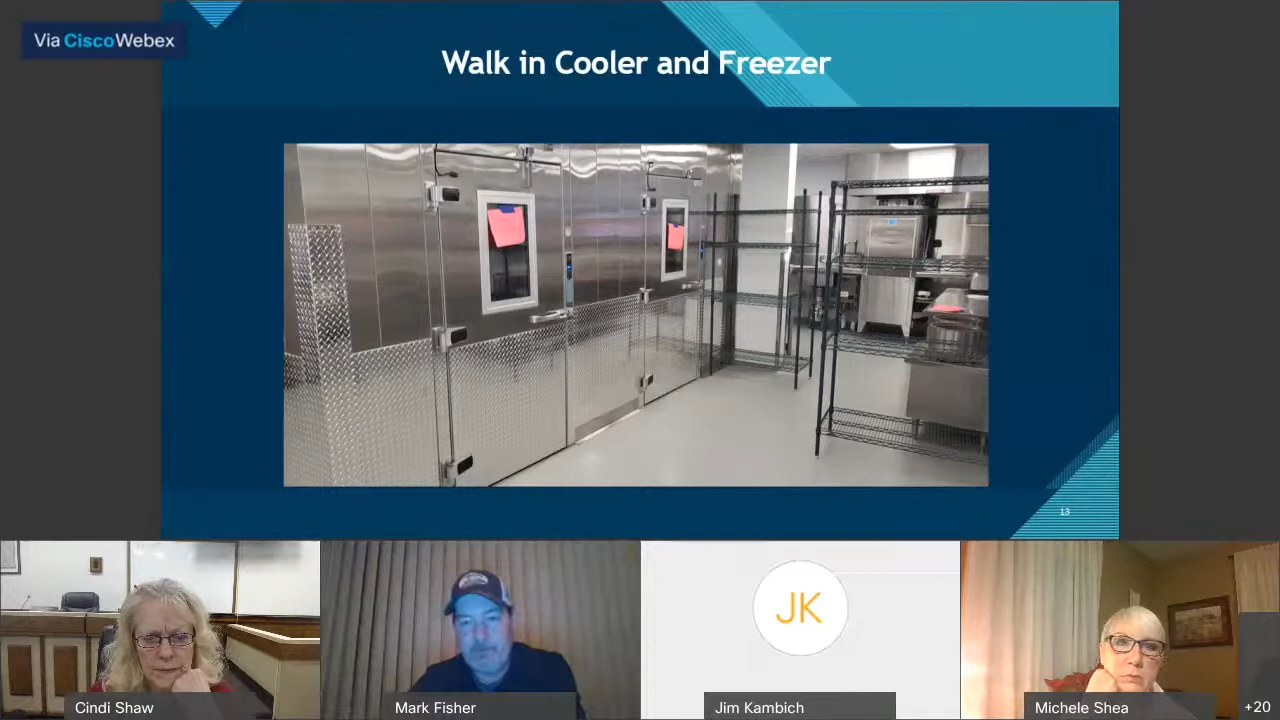 Via CiscoWebex
Walk in Cooler and Freezer
13
JK
Cindi Shaw
Mark Fisher
Jim Kambich
Michele Shea
+20